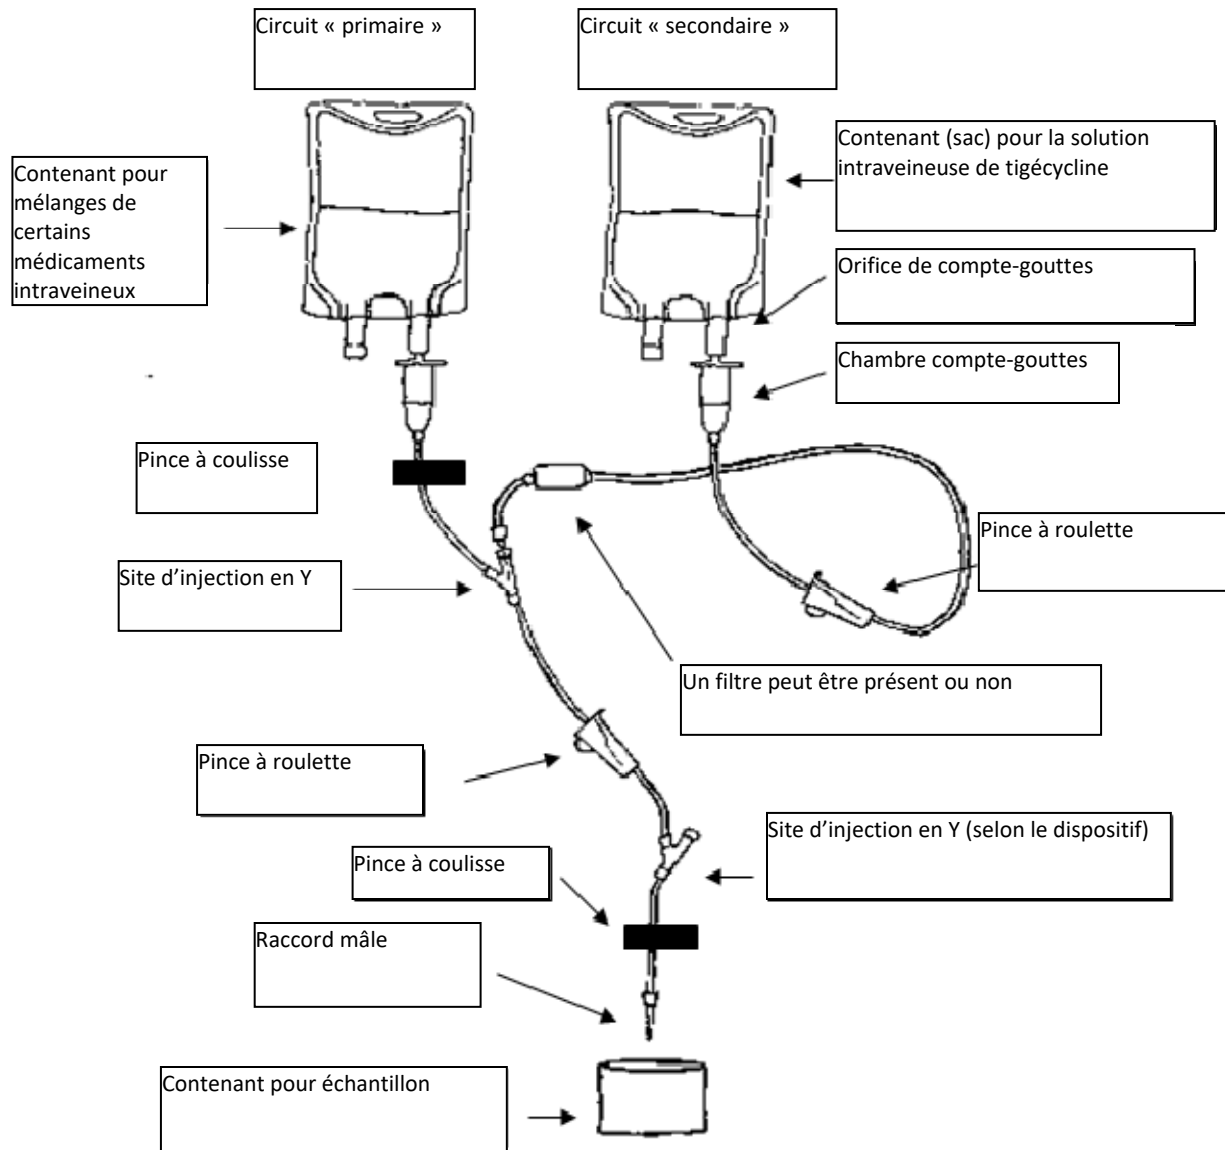 Circuit « primaire »
Circuit « secondaire »
Contenant (sac) pour la solution
intraveineuse de tigécycline
Contenant pour
mélanges de
certains
médicaments
intraveineux
Orifice de compte-gouttes
Chambre compte-gouttes
Pince à coulisse
Pince à roulette
Site d’injection en Y
Un filtre peut être présent ou non
Pince à roulette
Site d’injection en Y (selon le dispositif)
Pince à coulisse
Raccord mâle
Contenant pour échantillon